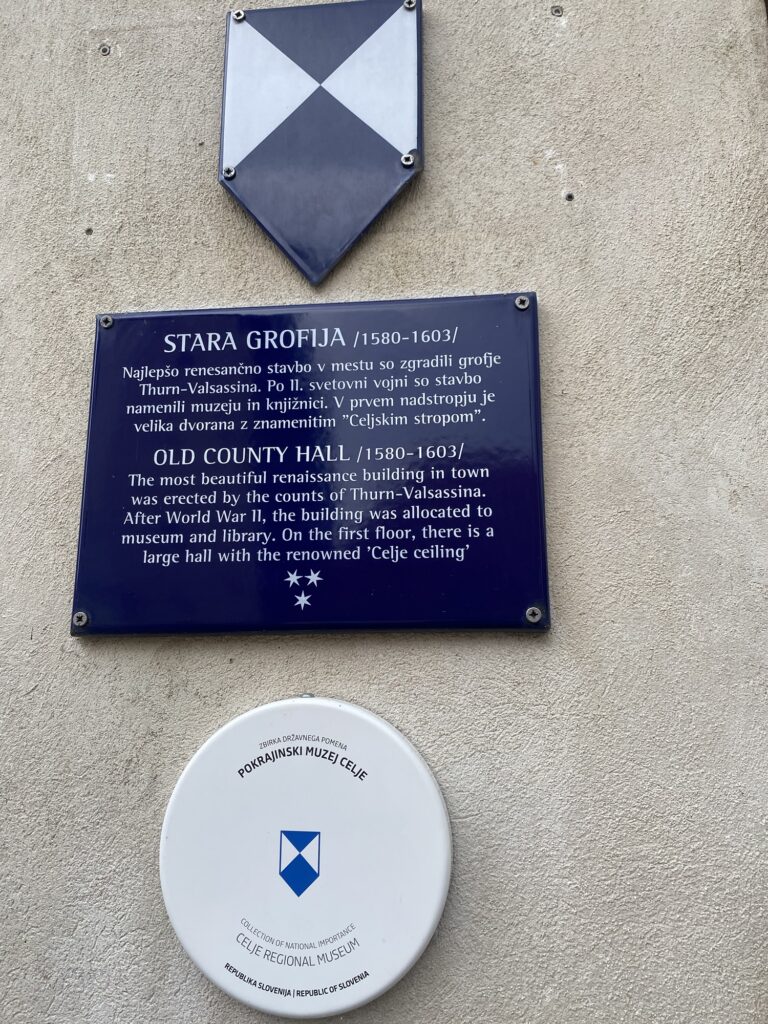 STARA GROFIJA /1580-1603/
Najlepšo renesančno stavbo v mestu so zgradili grofje
Thurn-Valsassina. Po II. svetovni vojni so stavbo
namenili muzeju in knjižnici. V prvem nadstropju je
velika dvorana z znamenitim ”Celjskim stropom”.
OLD COUNTY HALL /1580-1603/
The most beautiful renaissance building in town
was erected by the counts of Thurn-Valsassina.
After World War II, the building was allocated to
museum and library. On the first floor, there is a
large hall with the renowned ’Celje ceiling’
ZBIRKA DRŽAVNEGA POMENA
POKRAJINSKI MUZEJ CELJE
COLLECTION OF NATIONAL IMPORTANCE
CELJE REGIONAL MUSEUM
REPUBLIKA SLOVENIJA | REPUBLIC OF SLOVENIA